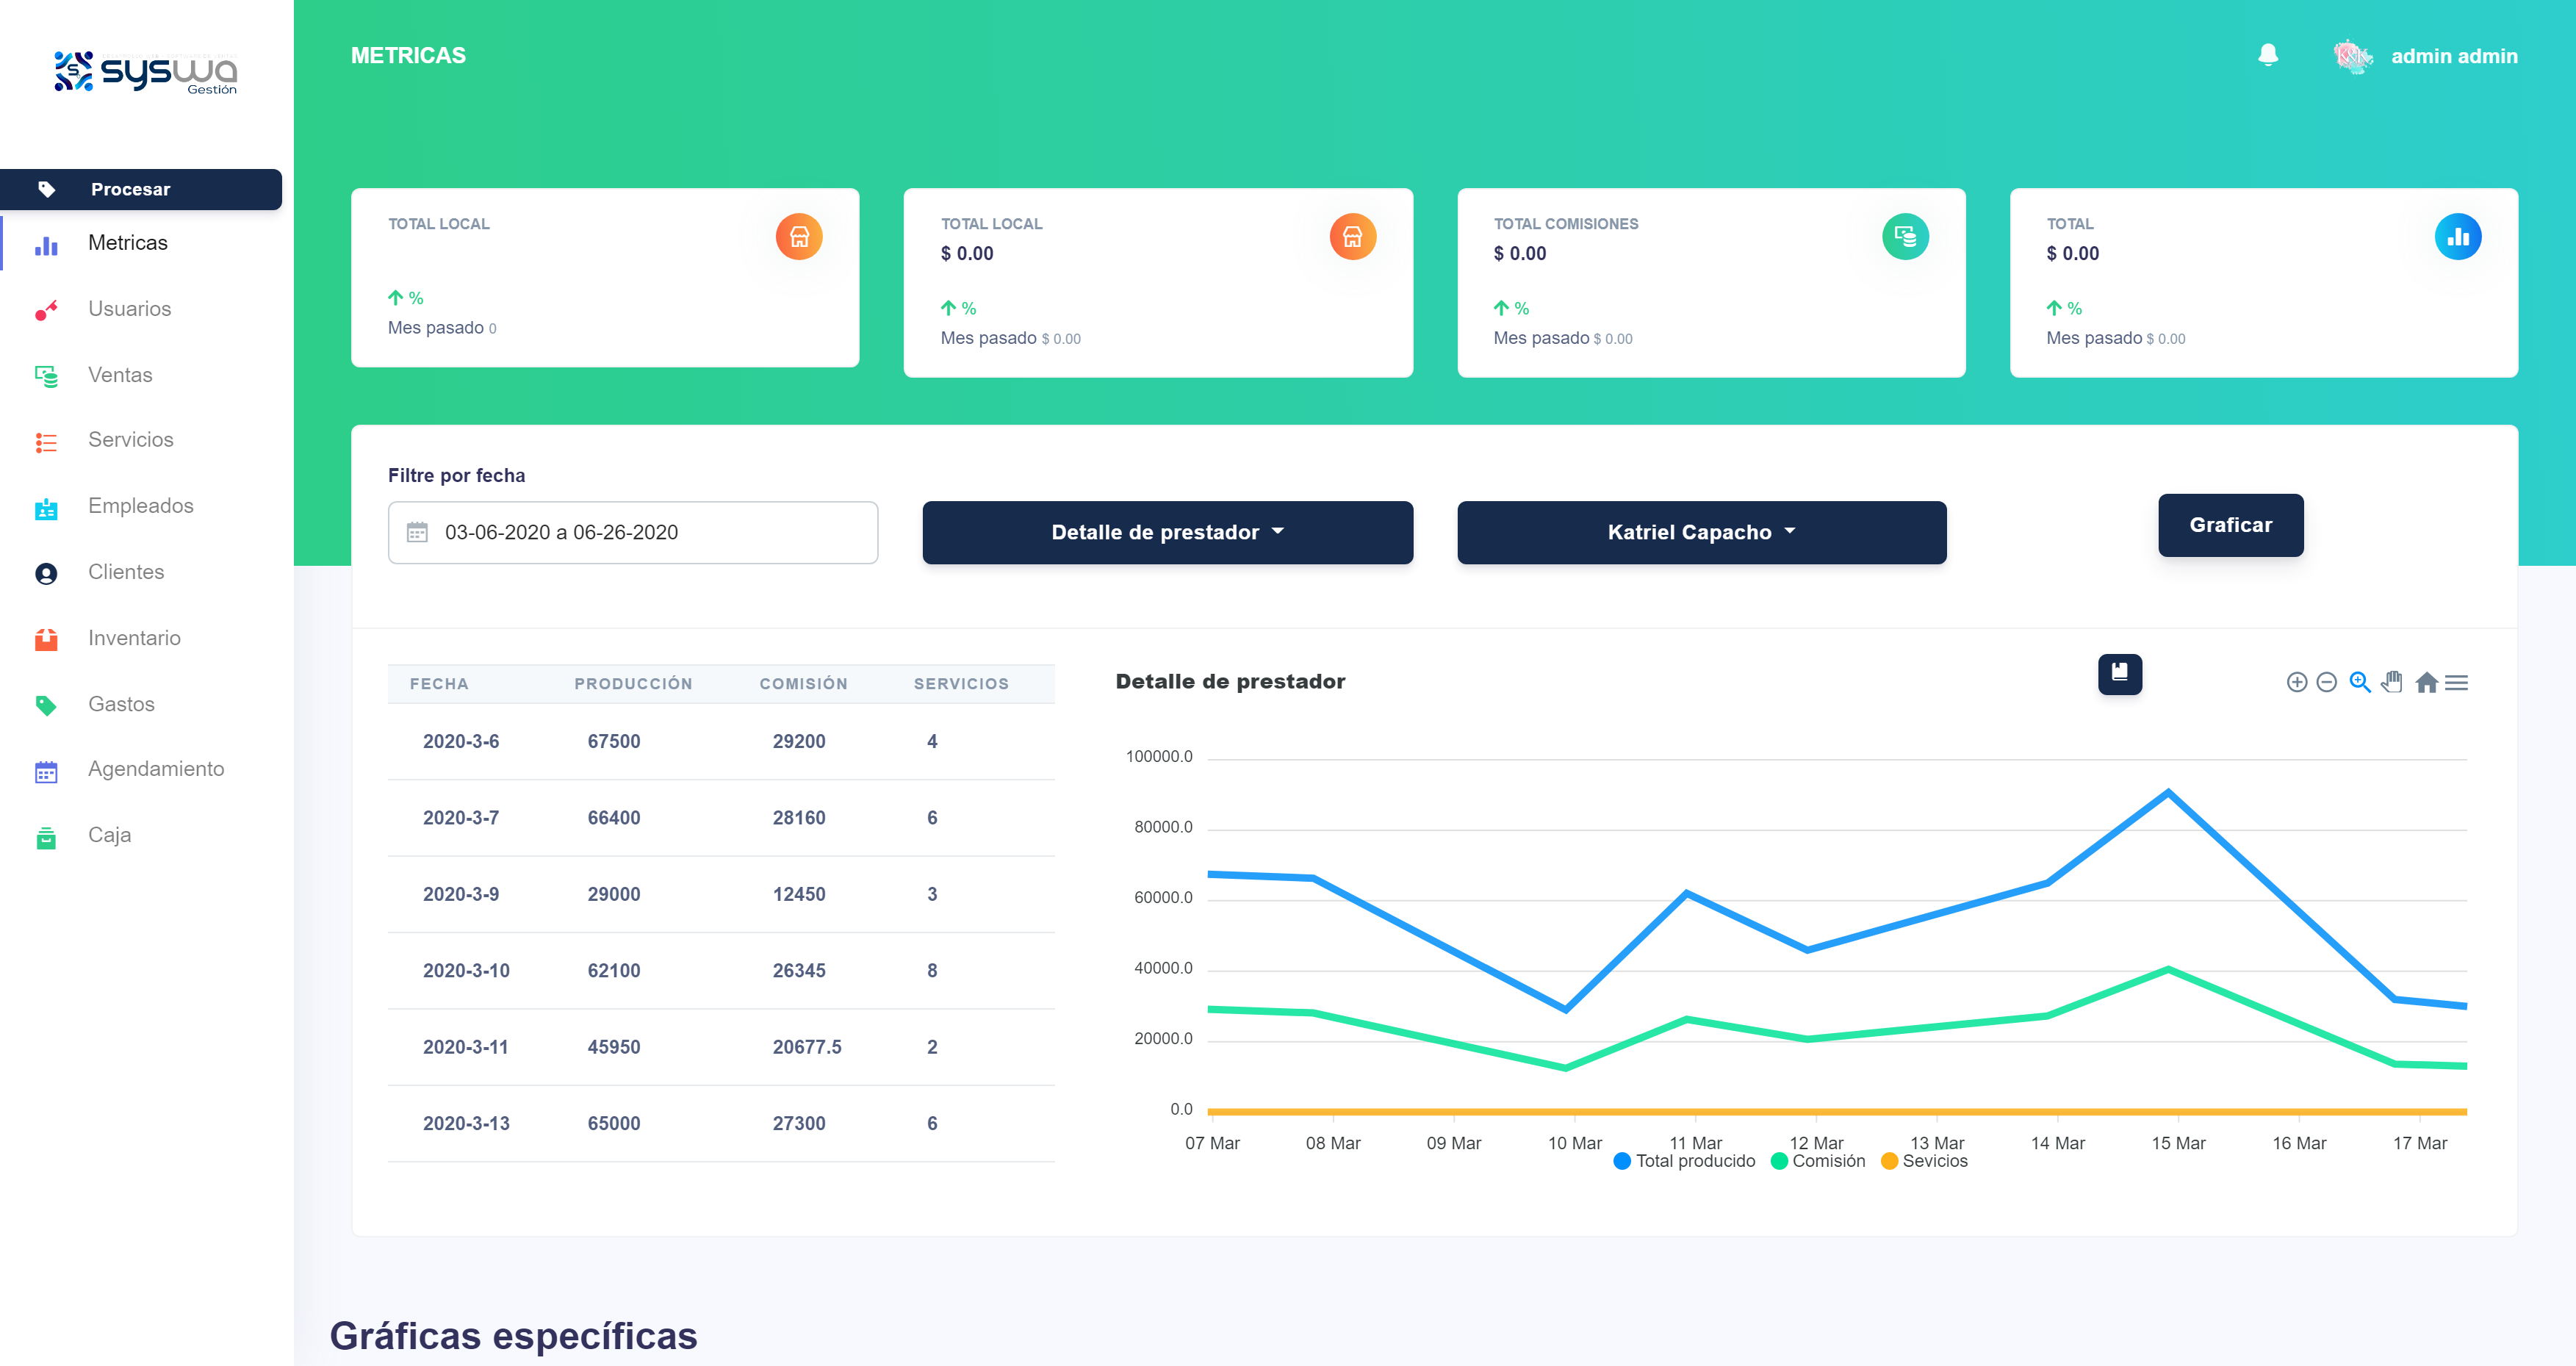 syswa
Gestión
Procesar
Metricas
Usuarios
Ventas
Servicios
Empleados
Clientes
Inventario
Gastos
Agendamiento
Caja
METRICAS
admin admin
TOTAL LOCAL
%
Mes pasado 0
TOTAL LOCAL
$ 0.00
%
Mes pasado $ 0.00
TOTAL COMISIONES
$ 0.00
%
Mes pasado $ 0.00
TOTAL
$ 0.00
%
Mes pasado $ 0.00
Filtre por fecha
03-06-2020 a 06-26-2020
Detalle de prestador
Katriel Capacho
Graficar
FECHA PRODUCCIÓN COMISIÓN SERVICIOS
2020-3-6 67500 29200 4
2020-3-7 66400 28160 6
2020-3-9 29000 12450 3
2020-3-10 62100 26345 8
2020-3-11 45950 20677.5 2
2020-3-13 65000 27300 6
Detalle de prestador
100000.0
80000.0
60000.0
40000.0
20000.0
0.0
07 Mar 08 Mar 09 Mar 10 Mar 11 Mar 12 Mar 13 Mar 14 Mar 15 Mar 16 Mar 17 Mar
Total producido Comisión Sevicios
Gráficas específicas